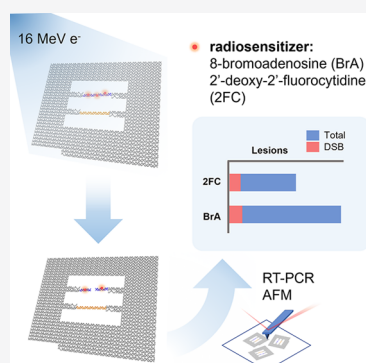 16 MeV e⁻
radiosensitizer:
8-bromoadenosine (BrA)
2'-deoxy-2'-fluorocytidine
(2FC)
Total
DSB
Lesions
2FC
BrA
RT-PCR
AFM